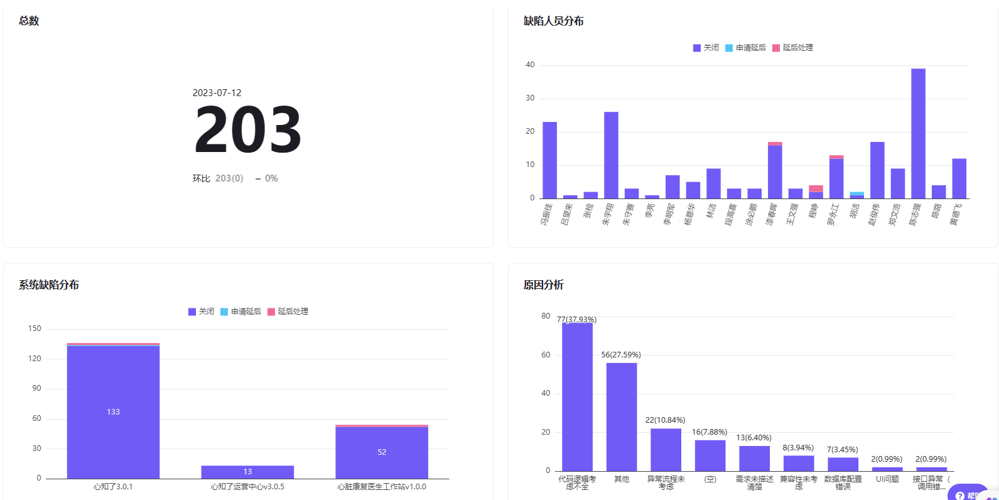 总数
2023-07-12
203
环比 203(0) – 0%
缺陷人员分布
关闭 申请延后 延后处理
40
30
20
10
0
冯振佳 吕望来 张检 朱宇翔 朱守赛 李亮 李明军 杨意华 林洁 段高喜 涂必鹏 漆春晖 王文强 程峥 罗永江 胡洁 赵俊伟 郑文浩 陈志强 陈路 黄德飞
系统缺陷分布
关闭 申请延后 延后处理
150
120
90
60
30
0
133
13
52
心知了3.0.1 心知了运营中心v3.0.5 心脏康复医生工作站v1.0.0
原因分析
80
60
40
20
0
77(37.93%)
56(27.59%)
22(10.84%)
16(7.88%)
13(6.40%)
8(3.94%)
7(3.45%)
2(0.99%)
2(0.99%)
代码逻辑考
虑不全
其他
异常流程未
考虑
(空)
需求未描述
清楚
兼容性未考
虑
数据库配置
错误
UI问题
接口异常（
调用错...